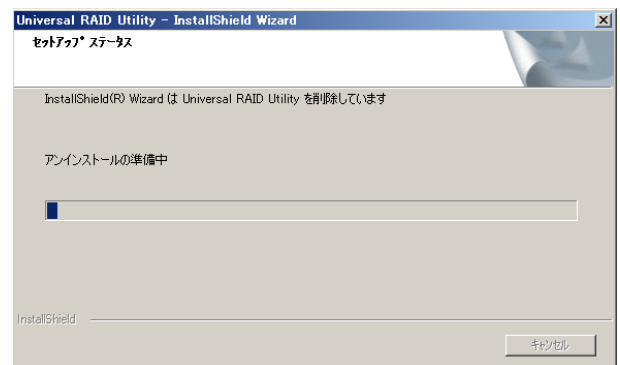 Universal RAID Utility - InstallShield Wizard
ｾｯﾄｱｯﾌﾟ ｽﾃｰﾀｽ
InstallShield(R) Wizard は Universal RAID Utility を削除しています
アンインストールの準備中
InstallShield
キャンセル